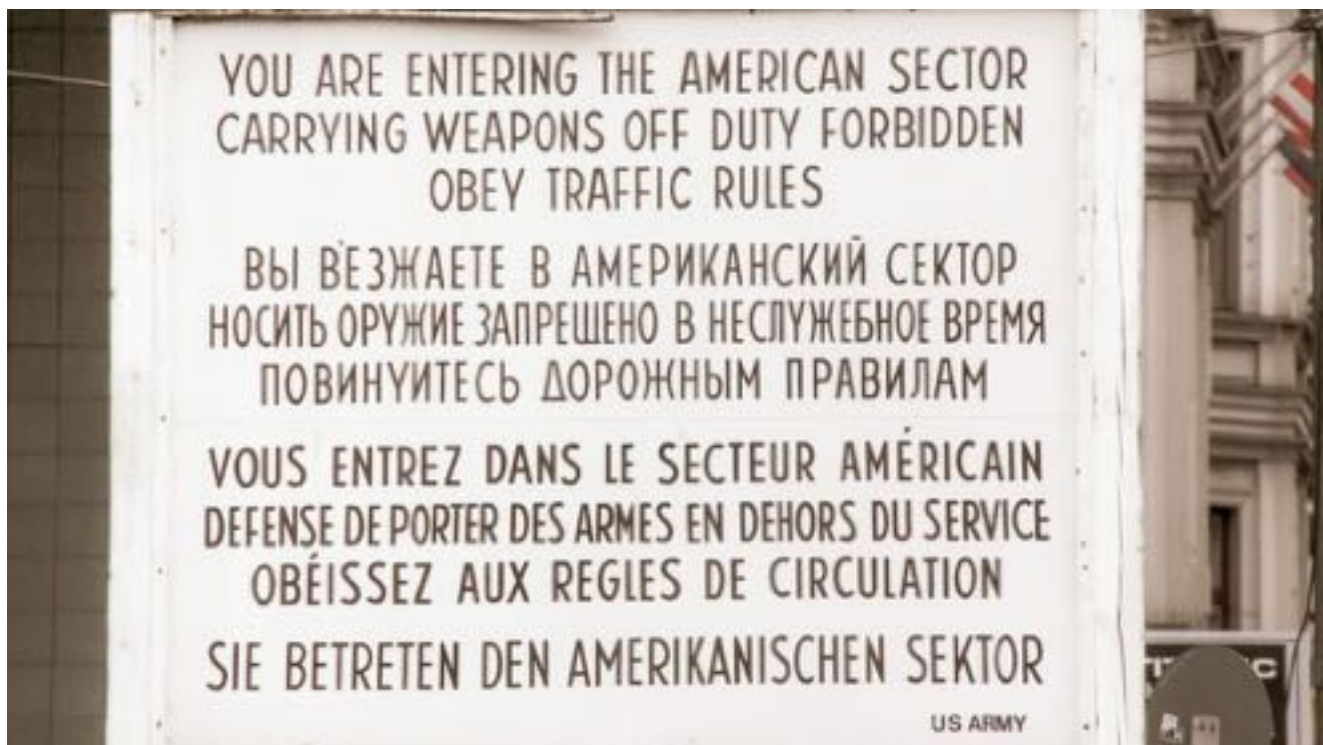 YOU ARE ENTERING THE AMERICAN SECTOR
CARRYING WEAPONS OFF DUTY FORBIDDEN
OBEY TRAFFIC RULES
ВЫ ВЪЕЗЖАЕТЕ В АМЕРИКАНСКИЙ СЕКТОР
НОСИТЬ ОРУЖИЕ ЗАПРЕЩЕНО В НЕСЛУЖЕБНОЕ ВРЕМЯ
ПОВИНУИТЕСЬ ДОРОЖНЫМ ПРАВИЛАМ
VOUS ENTREZ DANS LE SECTEUR AMÉRICAIN
DEFENSE DE PORTER DES ARMES EN DEHORS DU SERVICE
OBÉISSEZ AUX REGLES DE CIRCULATION
SIE BETRETEN DEN AMERIKANISCHEN SEKTOR
US ARMY